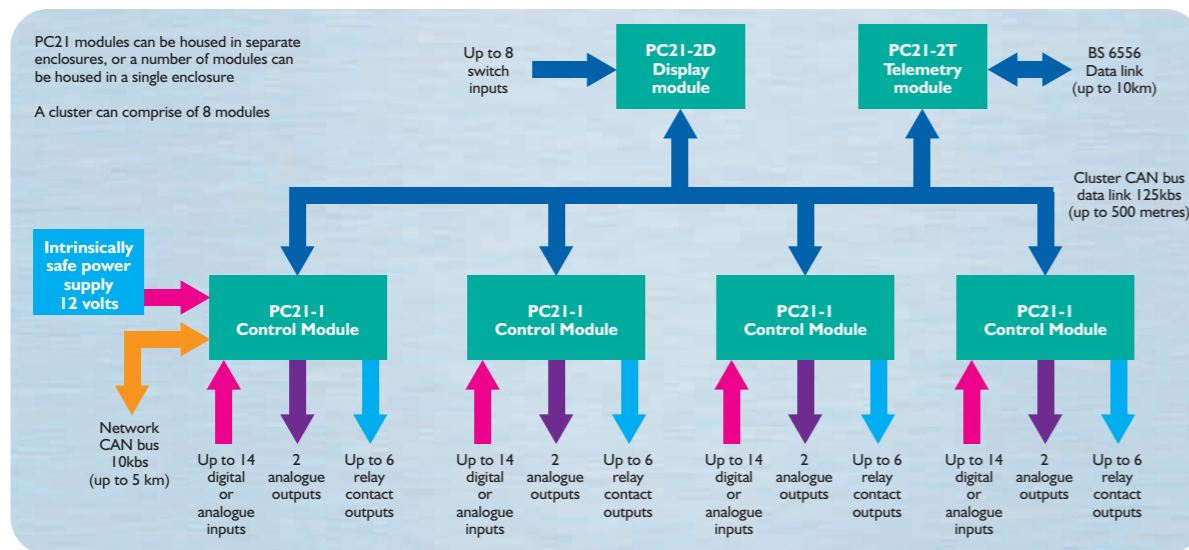 PC21 modules can be housed in separate
enclosures, or a number of modules can
be housed in a single enclosure
A cluster can comprise of 8 modules
Up to 8
switch
inputs
PC21-2D
Display
module
PC21-2T
Telemetry
module
BS 6556
Data link
(up to 10km)
Cluster CAN bus
data link 125kbs
(up to 500 metres)
Intrinsically
safe power
supply
12 volts
PC21-1
Control Module
PC21-1
Control Module
PC21-1
Control Module
PC21-1
Control Module
Network
CAN bus
10kbs
(up to 5 km)
Up to 14
digital
or
analogue
inputs
2
analogue
outputs
Up to 6
relay
contact
outputs
Up to 14
digital
or
analogue
inputs
2
analogue
outputs
Up to 6
relay
contact
outputs
Up to 14
digital
or
analogue
inputs
2
analogue
outputs
Up to 6
relay
contact
outputs
Up to 14
digital
or
analogue
inputs
2
analogue
outputs
Up to 6
relay
contact
outputs